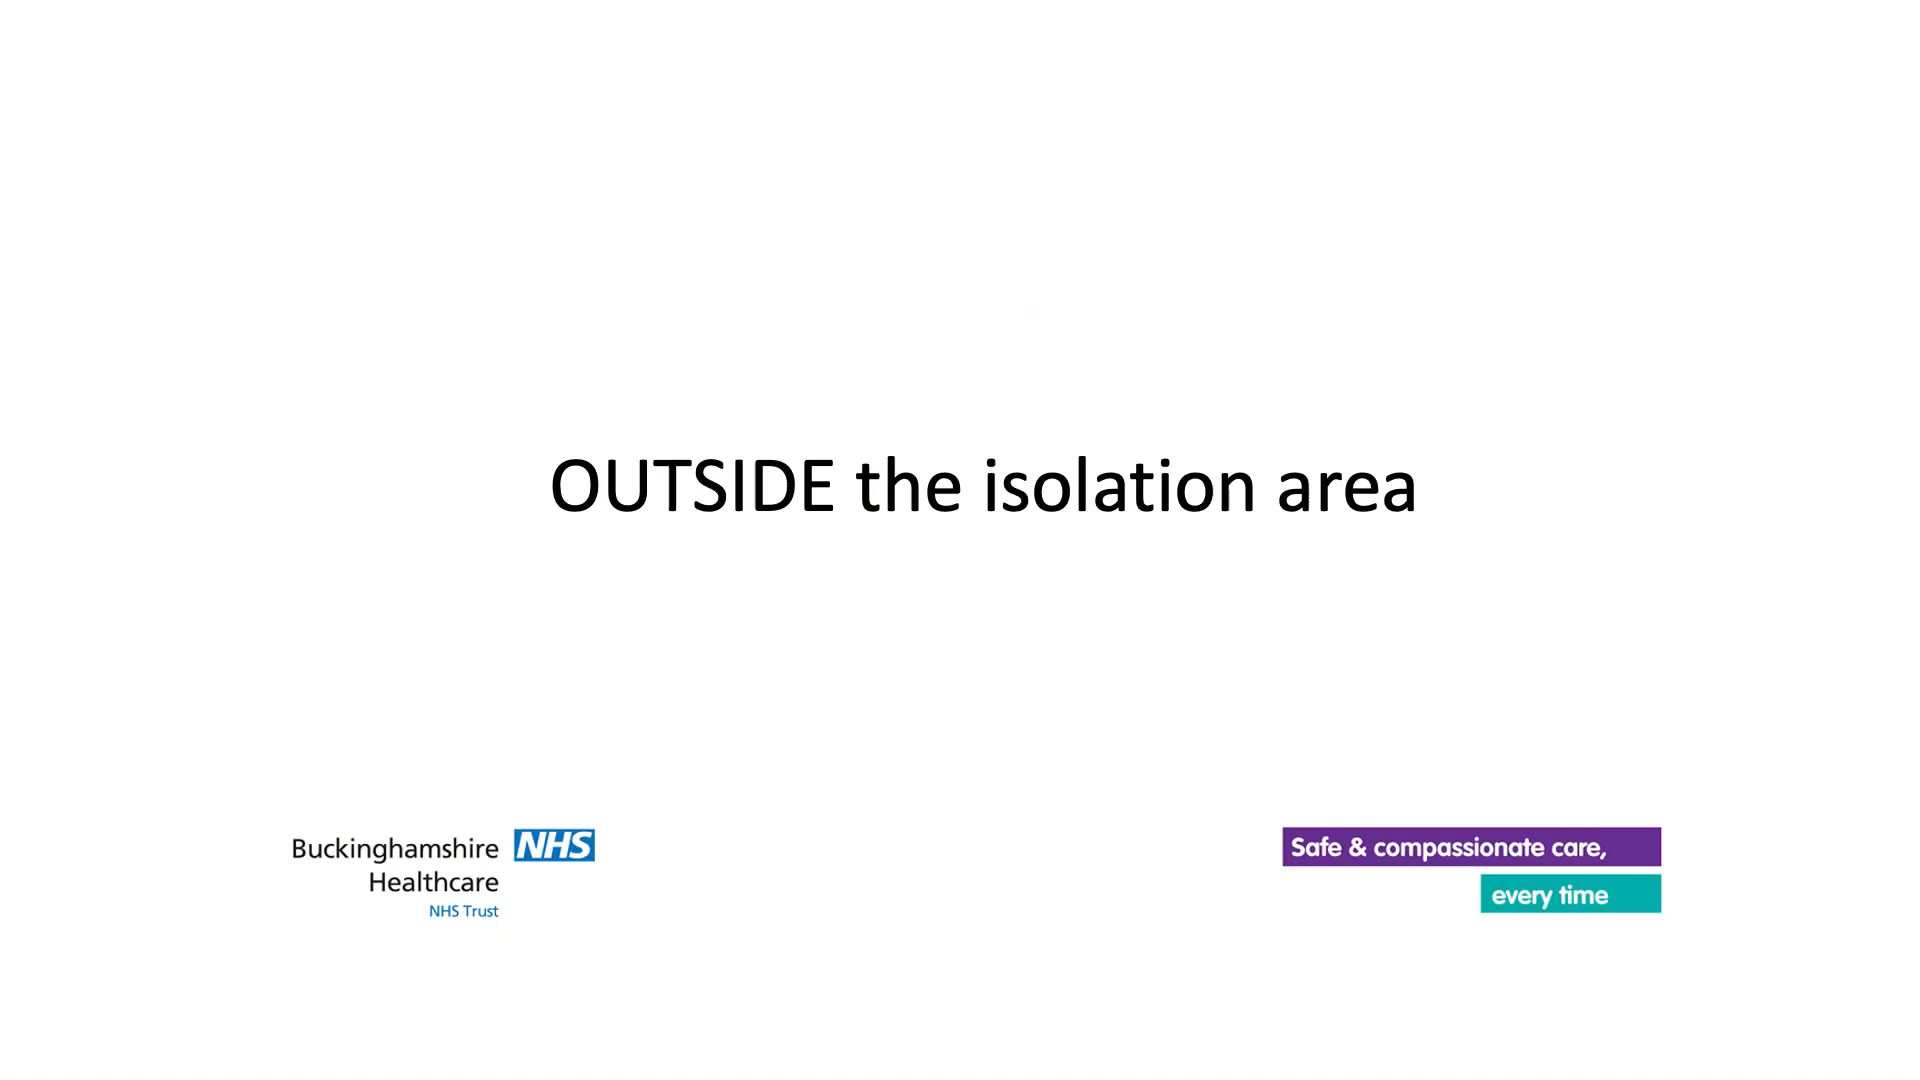 OUTSIDE the isolation area
Buckinghamshire NHS
Healthcare
NHS Trust
Safe & compassionate care,
every time